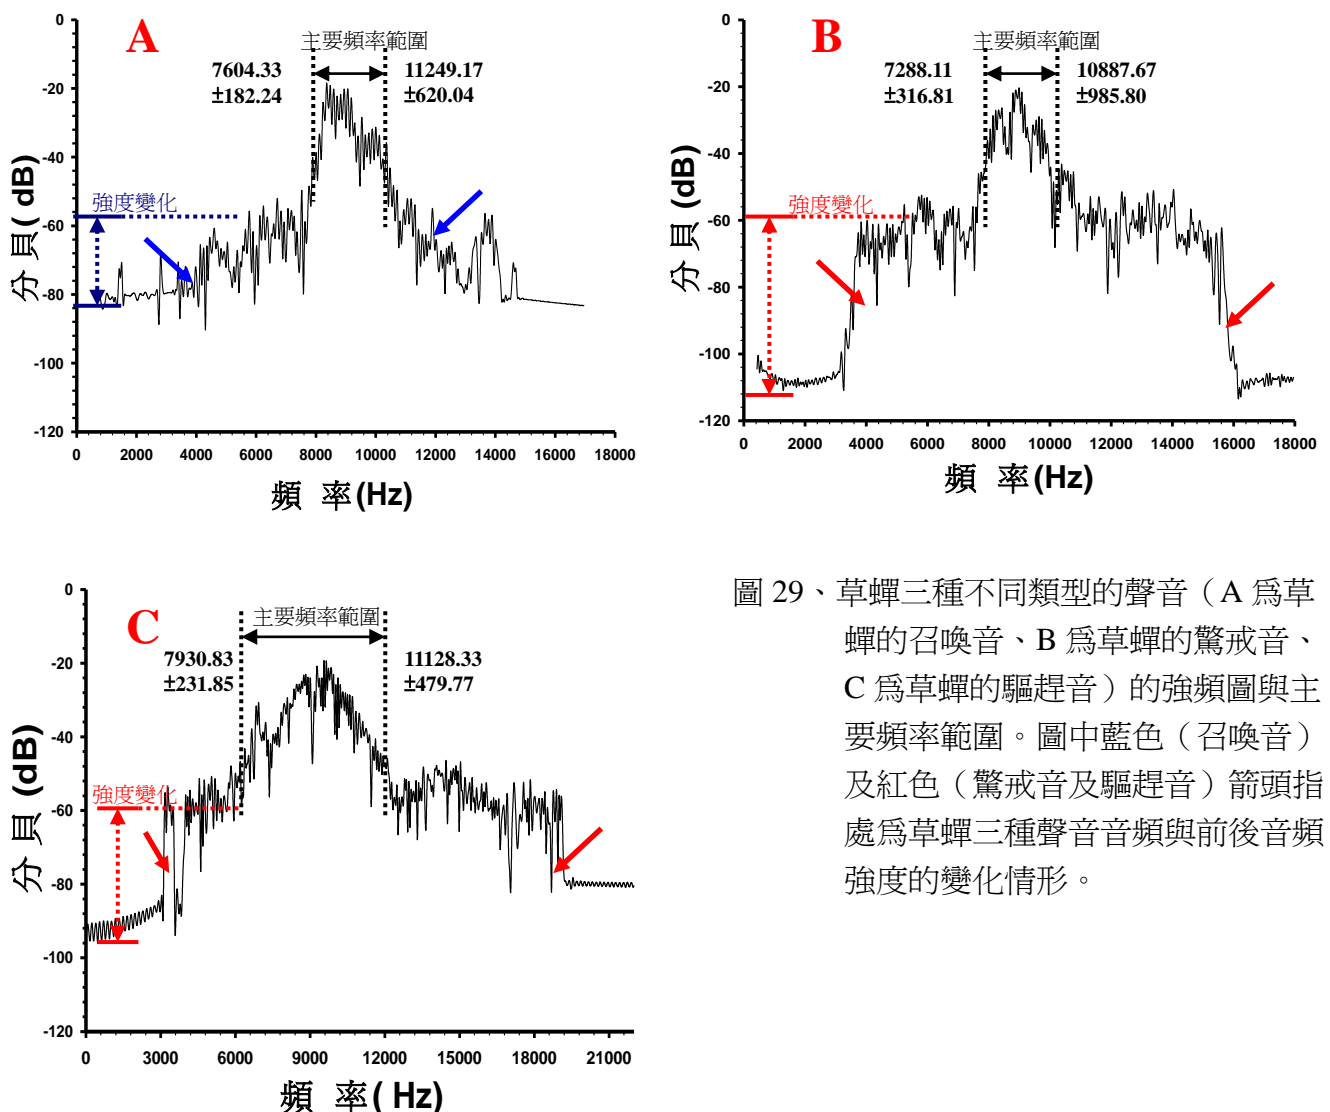 A
主要頻率範圍
7604.33
±182.24
11249.17
±620.04
強度變化
分 貝 ( dB)
0
-20
-40
-60
-80
-100
-120
0 2000 4000 6000 8000 10000 12000 14000 16000 18000
頻 率(Hz)
B
主要頻率範圍
7288.11
±316.81
10887.67
±985.80
強度變化
分 貝 (dB)
0
-20
-40
-60
-80
-100
-120
0 2000 4000 6000 8000 10000 12000 14000 16000 18000
頻 率(Hz)
C
主要頻率範圍
7930.83
±231.85
11128.33
±479.77
強度變化
分 貝 (dB)
0
-20
-40
-60
-80
-100
-120
0 3000 6000 9000 12000 15000 18000 21000
頻 率( Hz)
圖 29、草蟬三種不同類型的聲音（A 爲草
蟬的召喚音、B 爲草蟬的驚戒音、
C 爲草蟬的驅趕音）的強頻圖與主
要頻率範圍。圖中藍色（召喚音）
及紅色（驚戒音及驅趕音）箭頭指
處爲草蟬三種聲音音頻與前後音頻
強度的變化情形。